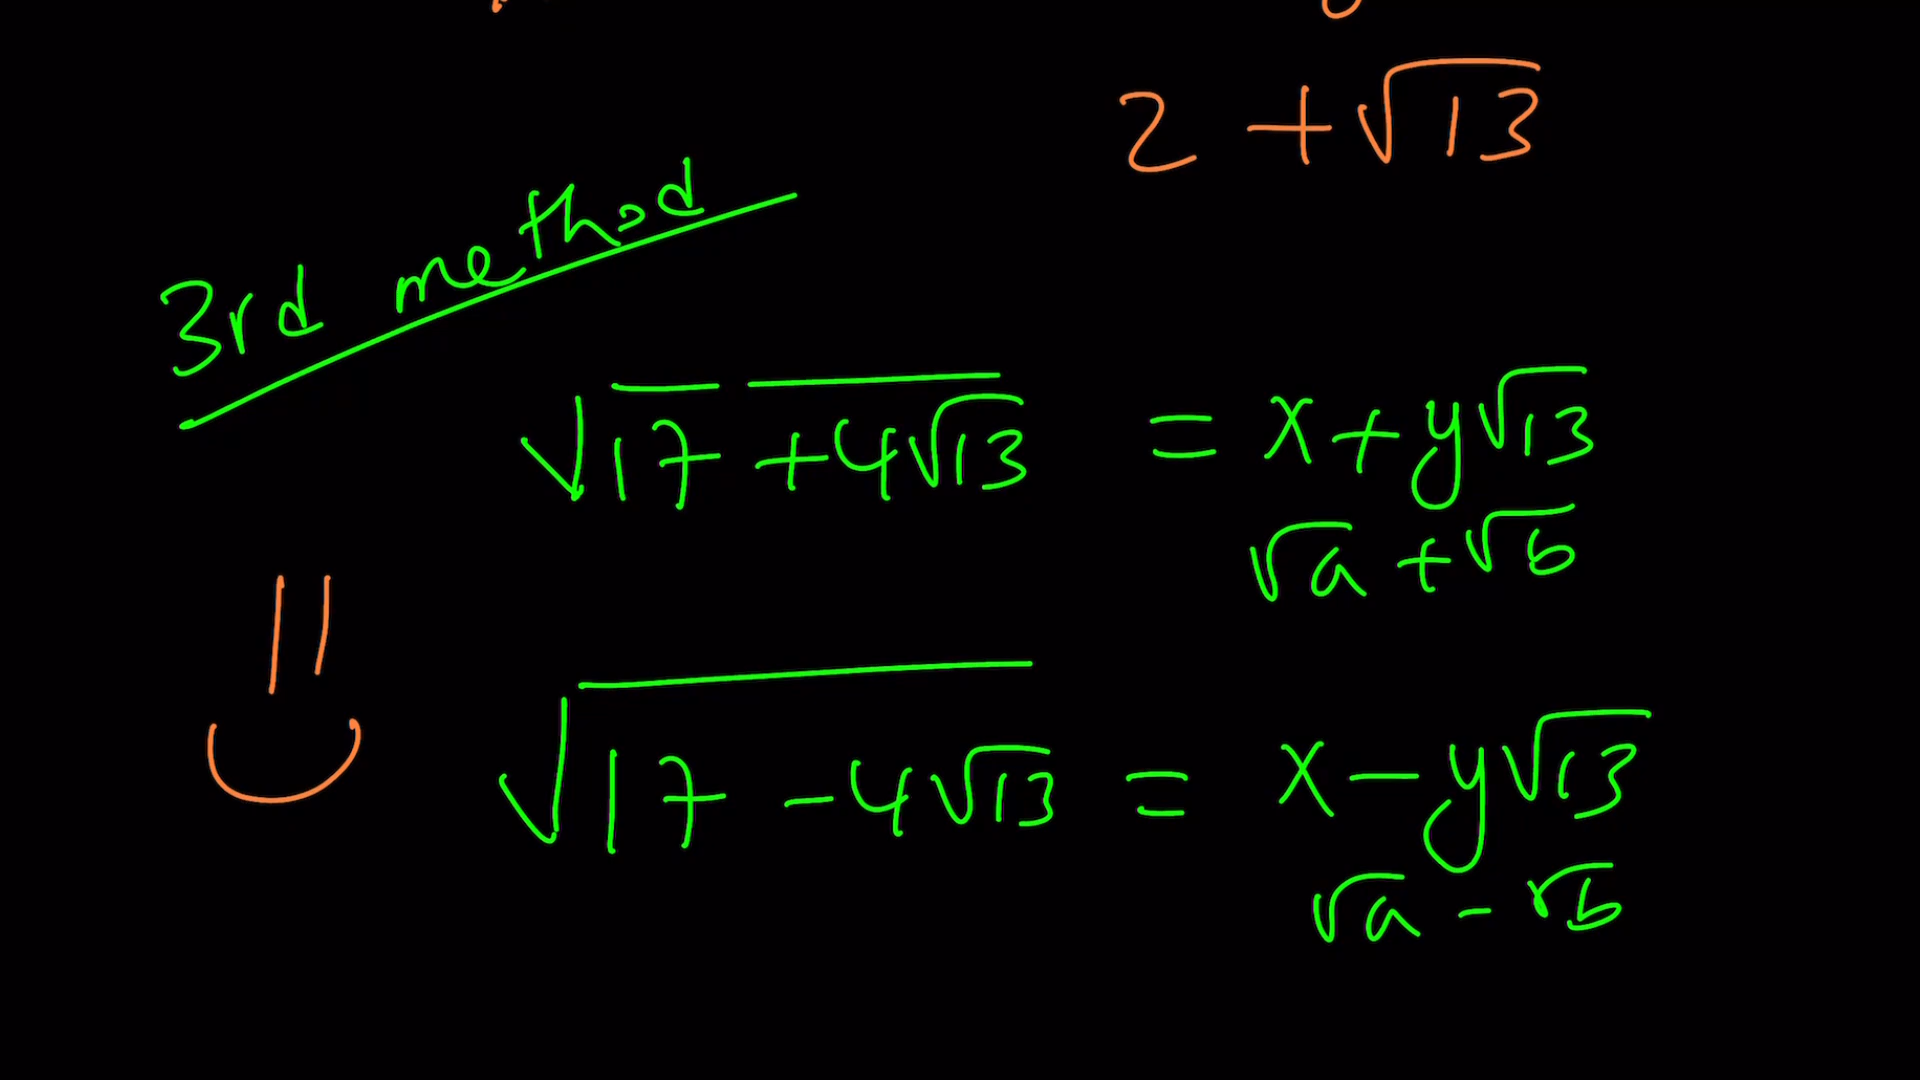 2 + √13
3rd method
√17 + 4√13 = x + y√13
√a + √b
√17 - 4√13 = x - y√13
√a - √b